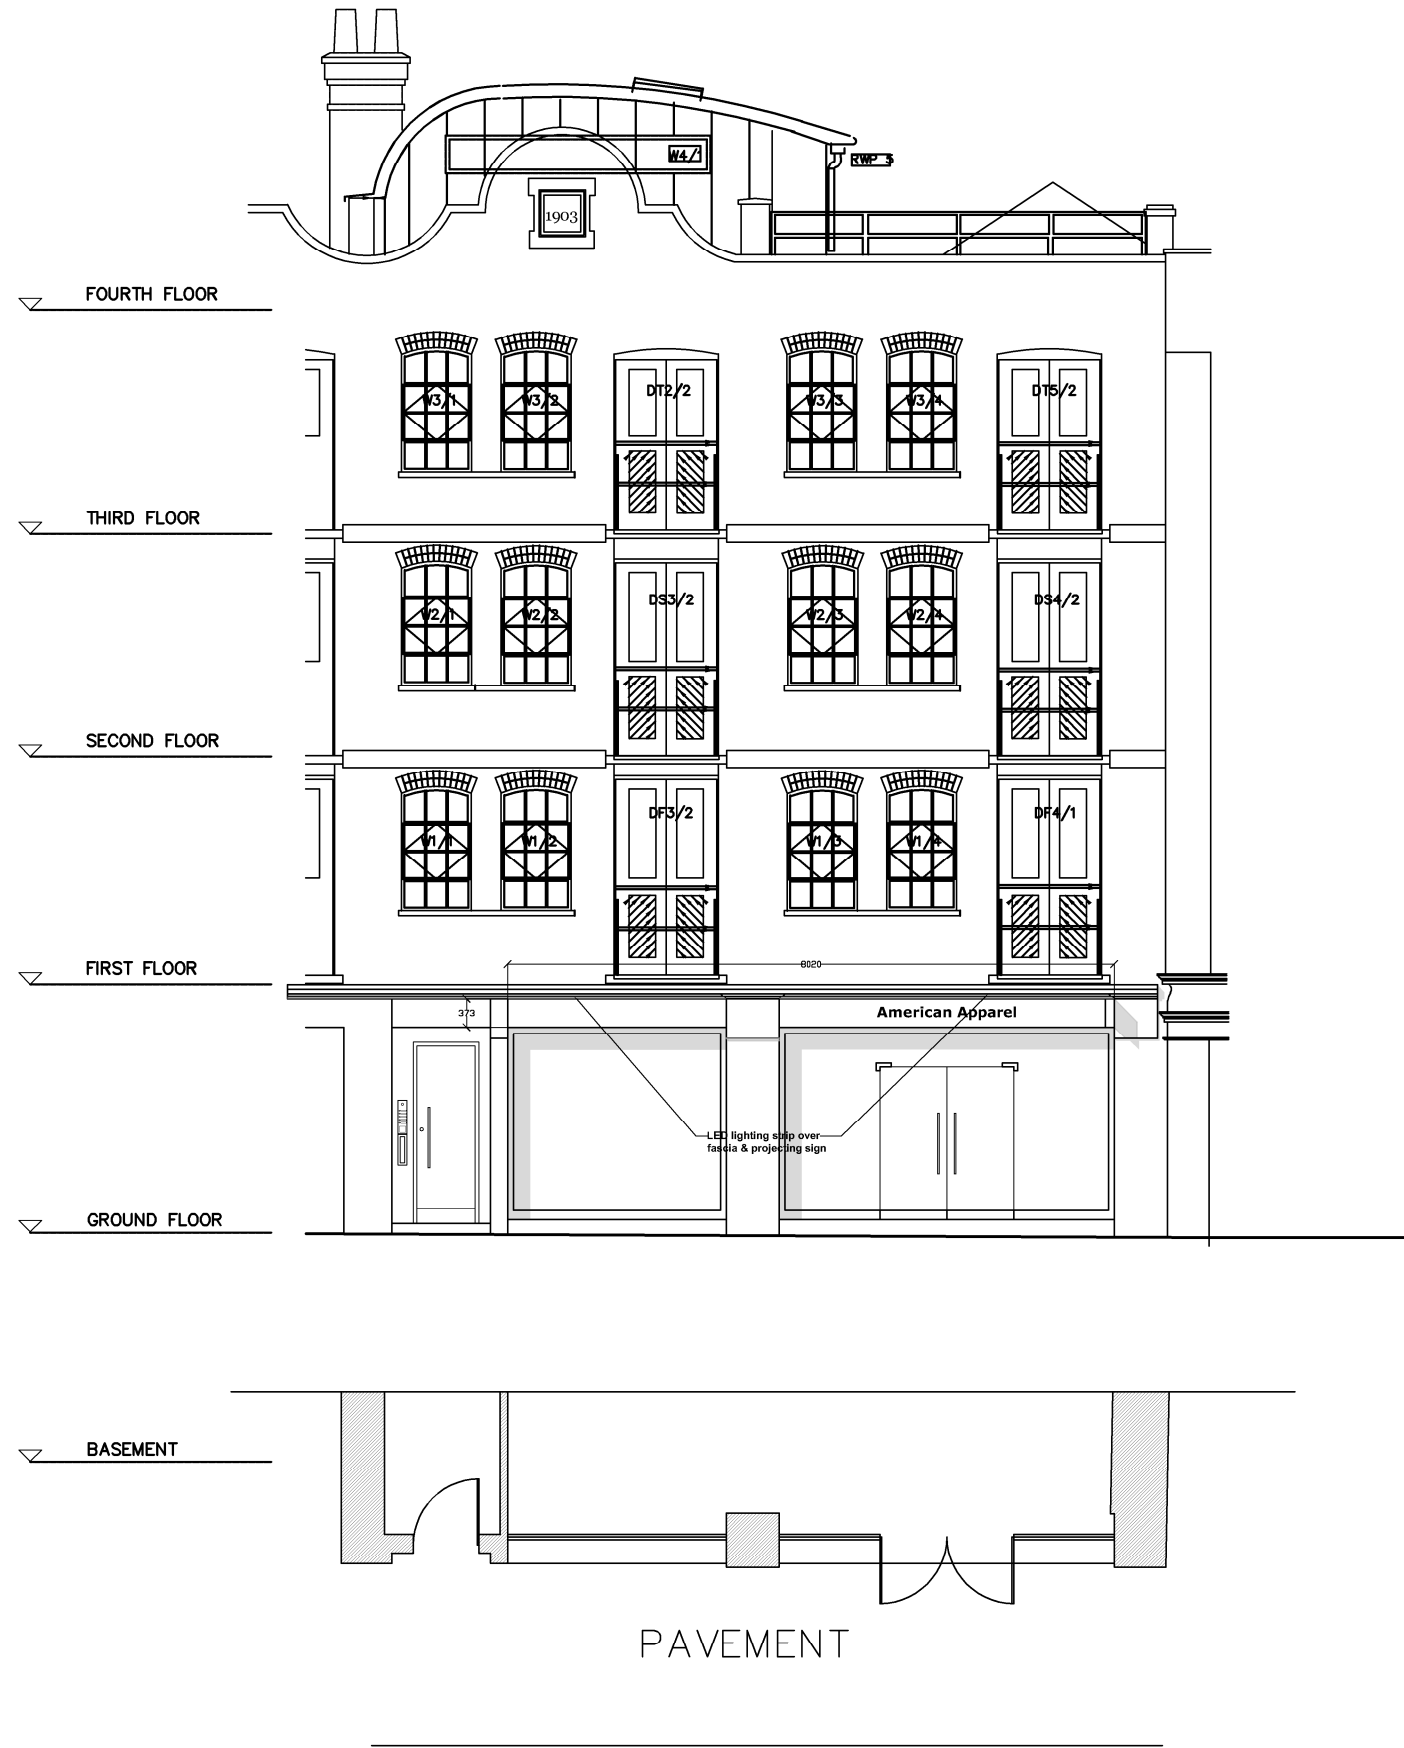 W4/1
RWP 5
1903
FOURTH FLOOR
W3/1
W3/2
DT2/2
W3/3
W3/4
DT5/2
THIRD FLOOR
W2/1
W2/2
DS3/2
W2/3
W2/4
DS4/2
SECOND FLOOR
W1/1
W1/2
DF3/2
W1/3
W1/4
DF4/1
FIRST FLOOR
8020
373
American Apparel
LED lighting strip over
fascia & projecting sign
GROUND FLOOR
BASEMENT
PAVEMENT